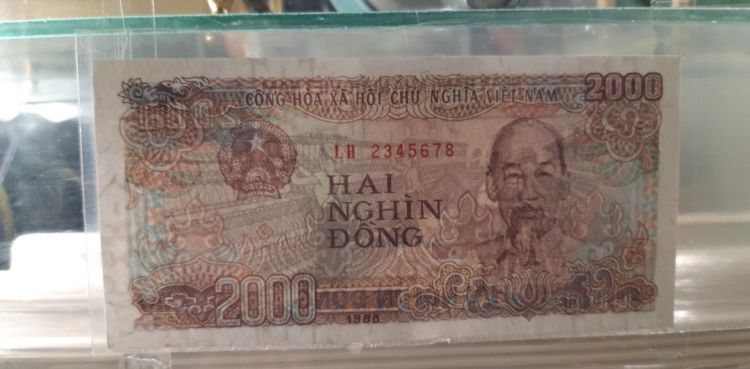 CỘNG HÒA XÃ HỘI CHỦ NGHĨA VIỆT NAM 2000
LH 2345678
HAI
NGHÌN
ĐỒNG
2000
1988